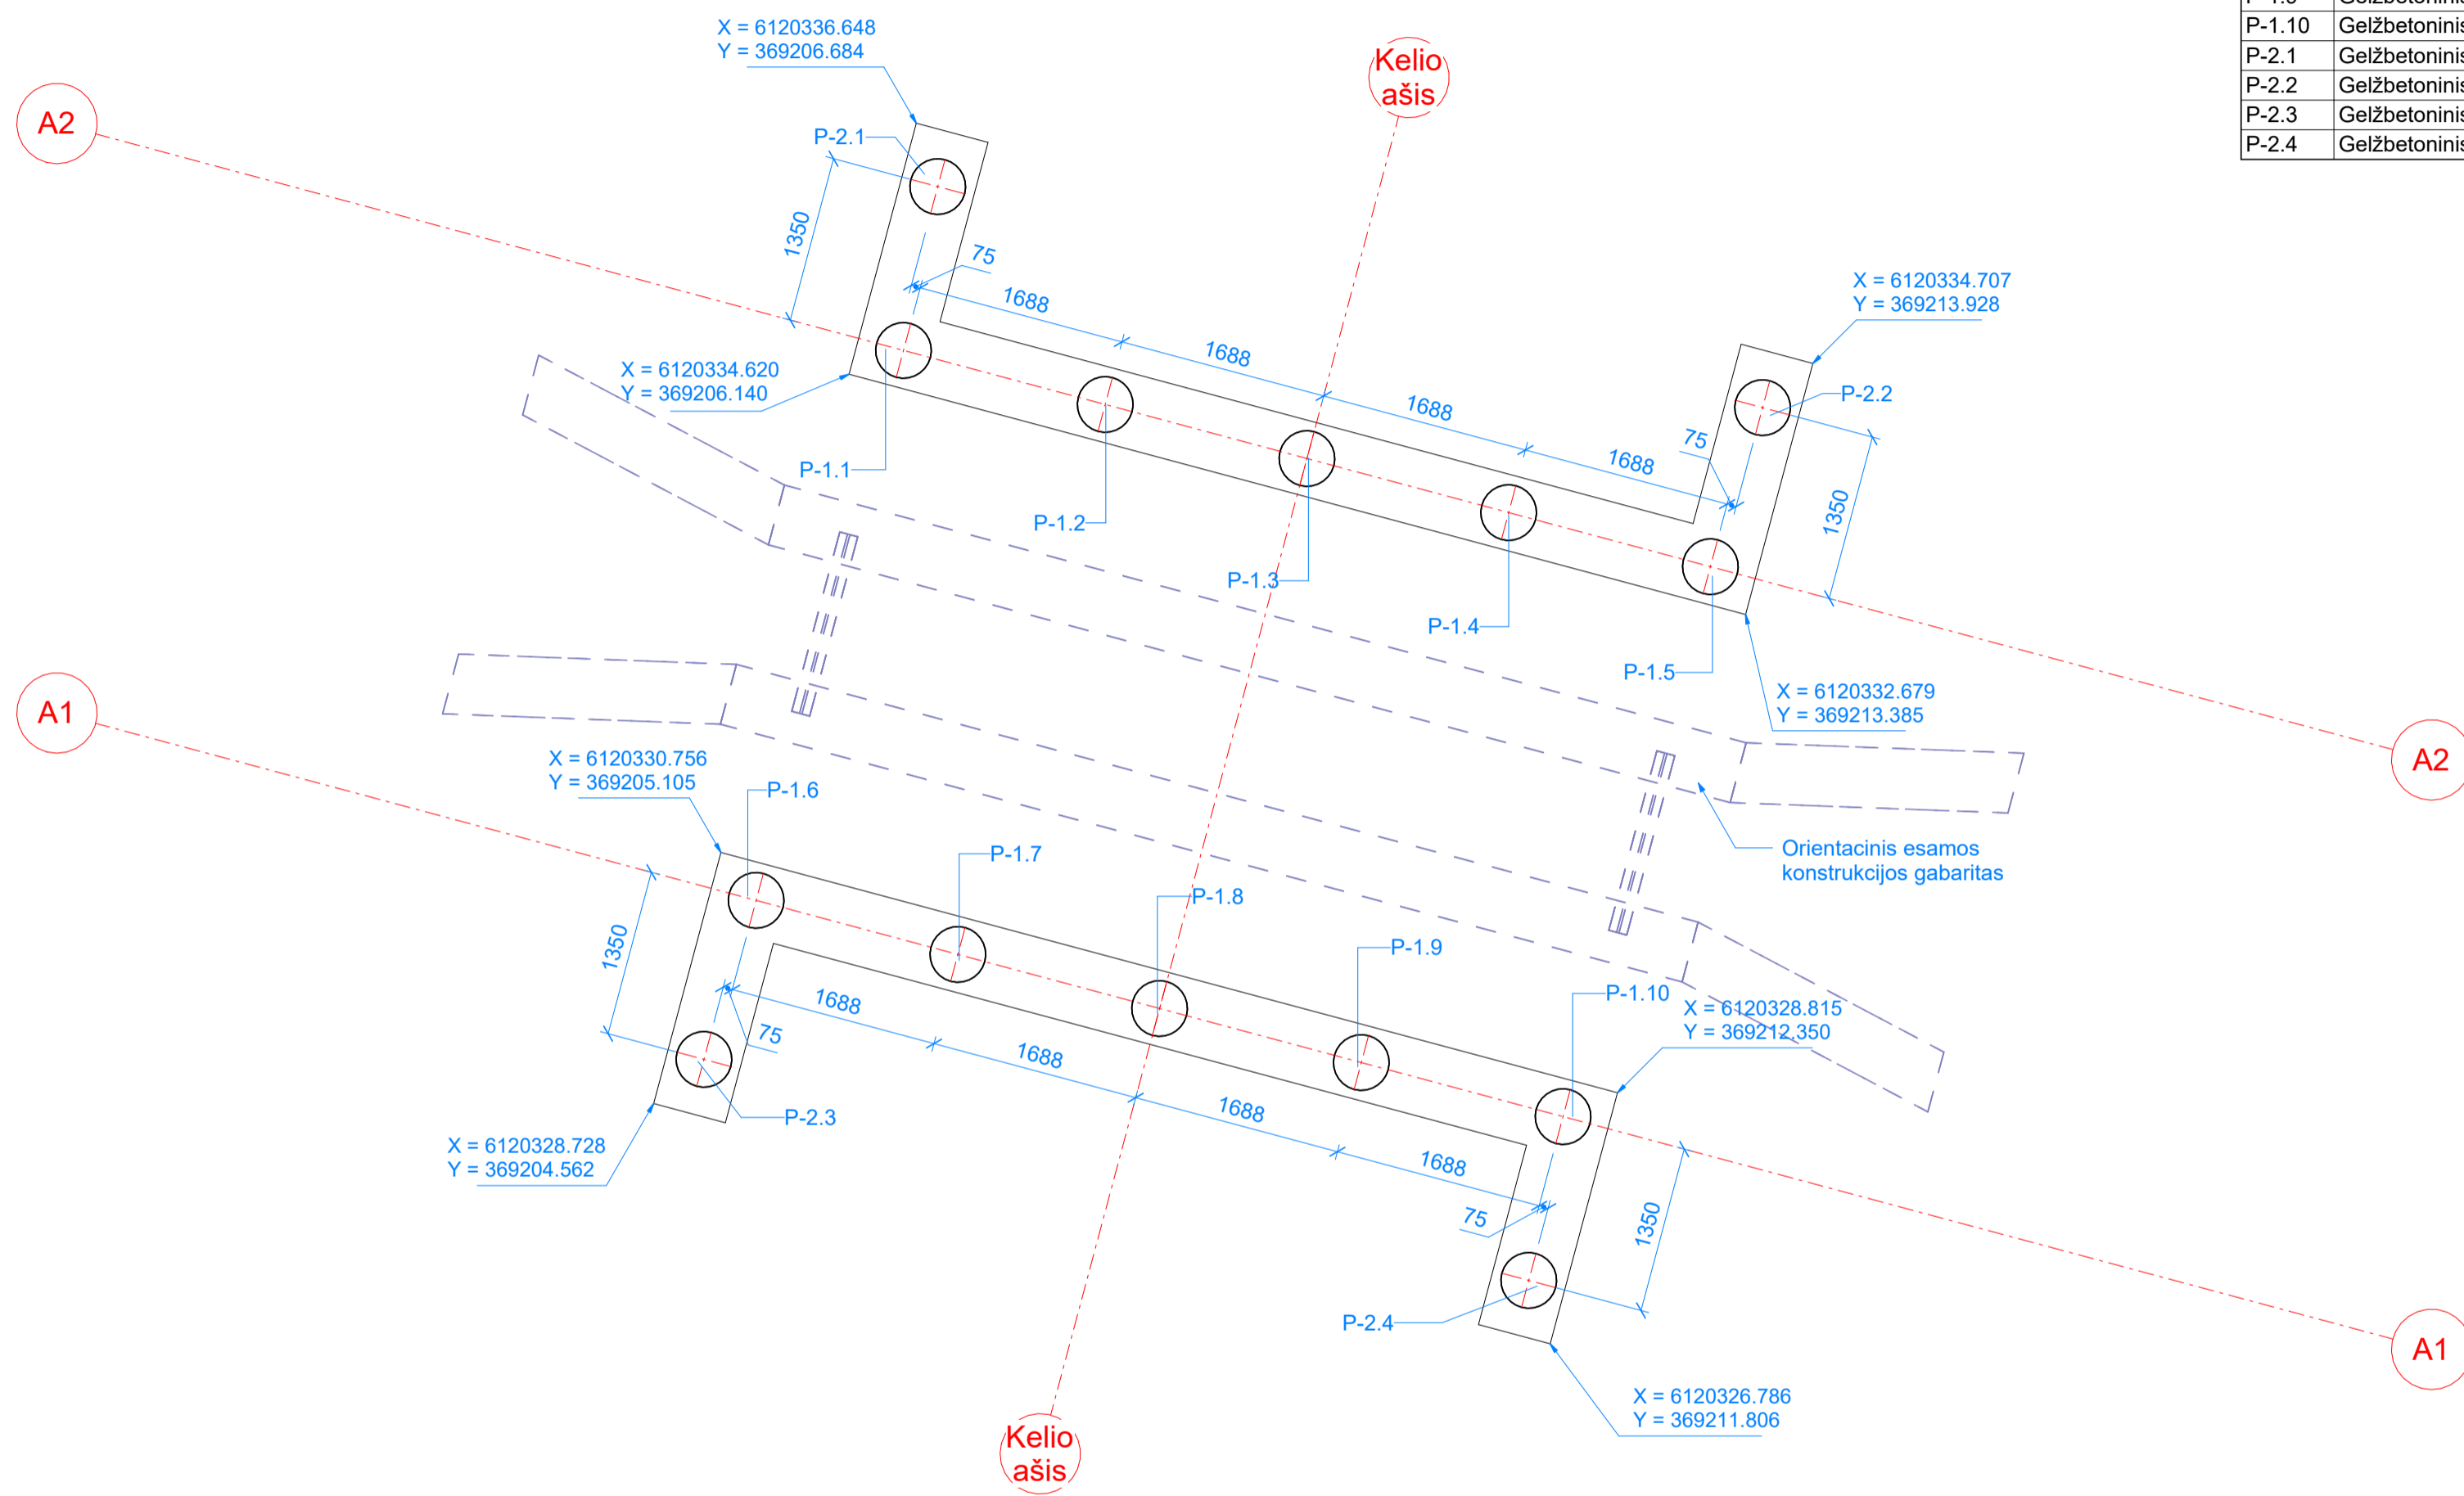 X = 6120336.648
Y = 369206.684
Kelio
ašis
P-1.10 Gelžbetoninis
P-2.1 Gelžbetoninis
P-2.2 Gelžbetoninis
P-2.3 Gelžbetoninis
P-2.4 Gelžbetoninis
A2
P-2.1
1350
75
1688
1688
1688
1688
75
X = 6120334.707
Y = 369213.928
P-2.2
1350
X = 6120334.620
Y = 369206.140
P-1.1
P-1.2
P-1.3
P-1.4
P-1.5
X = 6120332.679
Y = 369213.385
A2
A1
X = 6120330.756
Y = 369205.105
P-1.6
P-1.7
P-1.8
P-1.9
P-1.10
Orientacinis esamos
konstrukcijos gabaritas
X = 6120328.815
Y = 369212.350
1350
75
1688
1688
1688
1688
75
1350
P-2.3
X = 6120328.728
Y = 369204.562
P-2.4
A1
X = 6120326.786
Y = 369211.806
Kelio
ašis